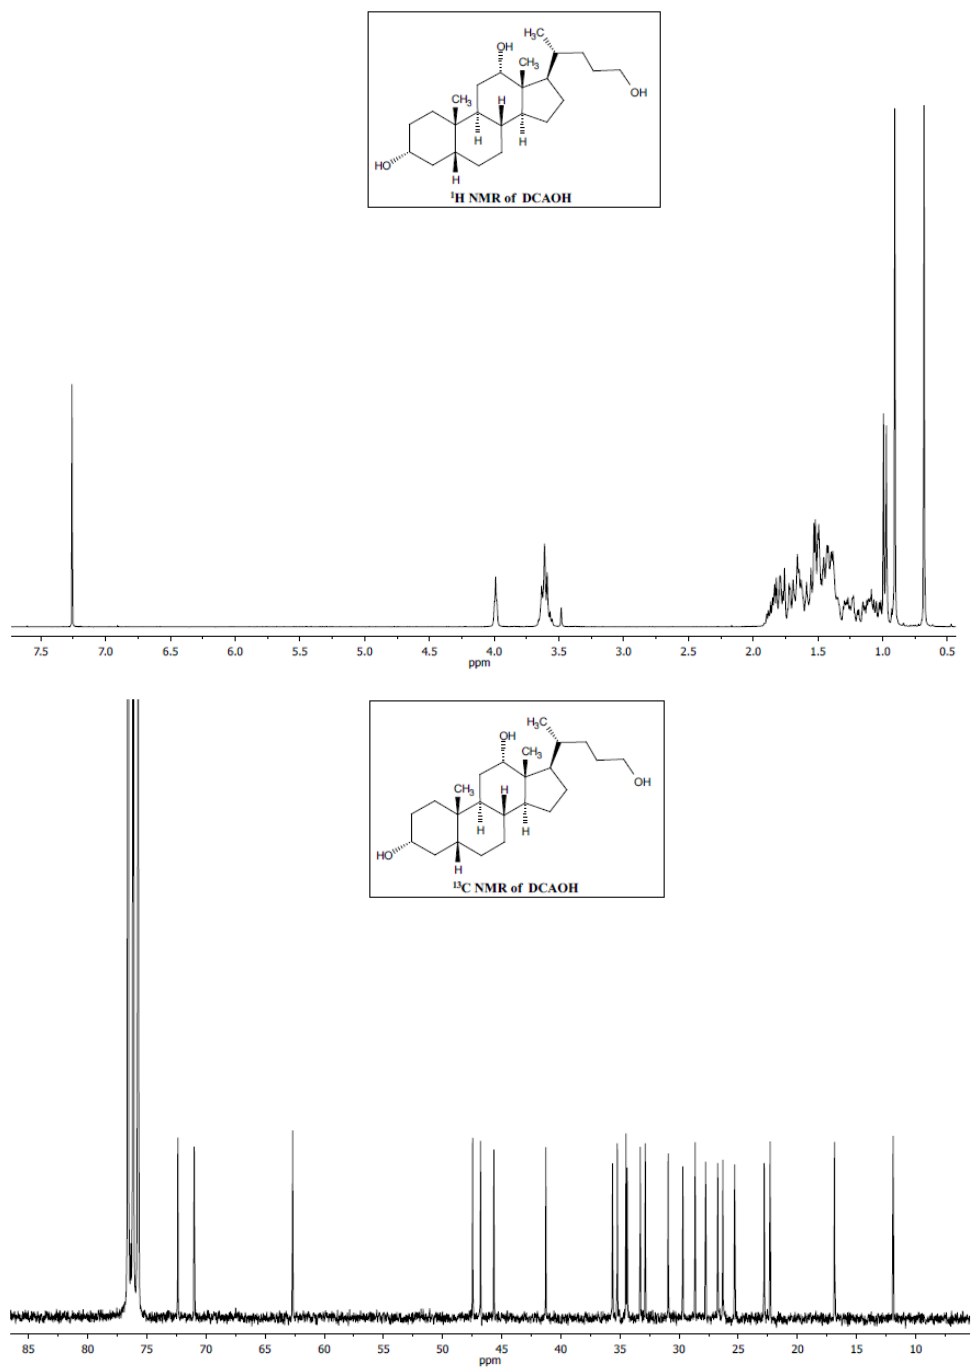 H₃C
OH
CH₃
OH
CH₃
H
H
H
HO
H
¹H NMR of DCAOH
7.5 7.0 6.5 6.0 5.5 5.0 4.5 4.0 3.5 3.0 2.5 2.0 1.5 1.0 0.5
ppm
H₃C
OH
CH₃
OH
CH₃
H
H
H
HO
H
¹³C NMR of DCAOH
85 80 75 70 65 60 55 50 45 40 35 30 25 20 15 10
ppm